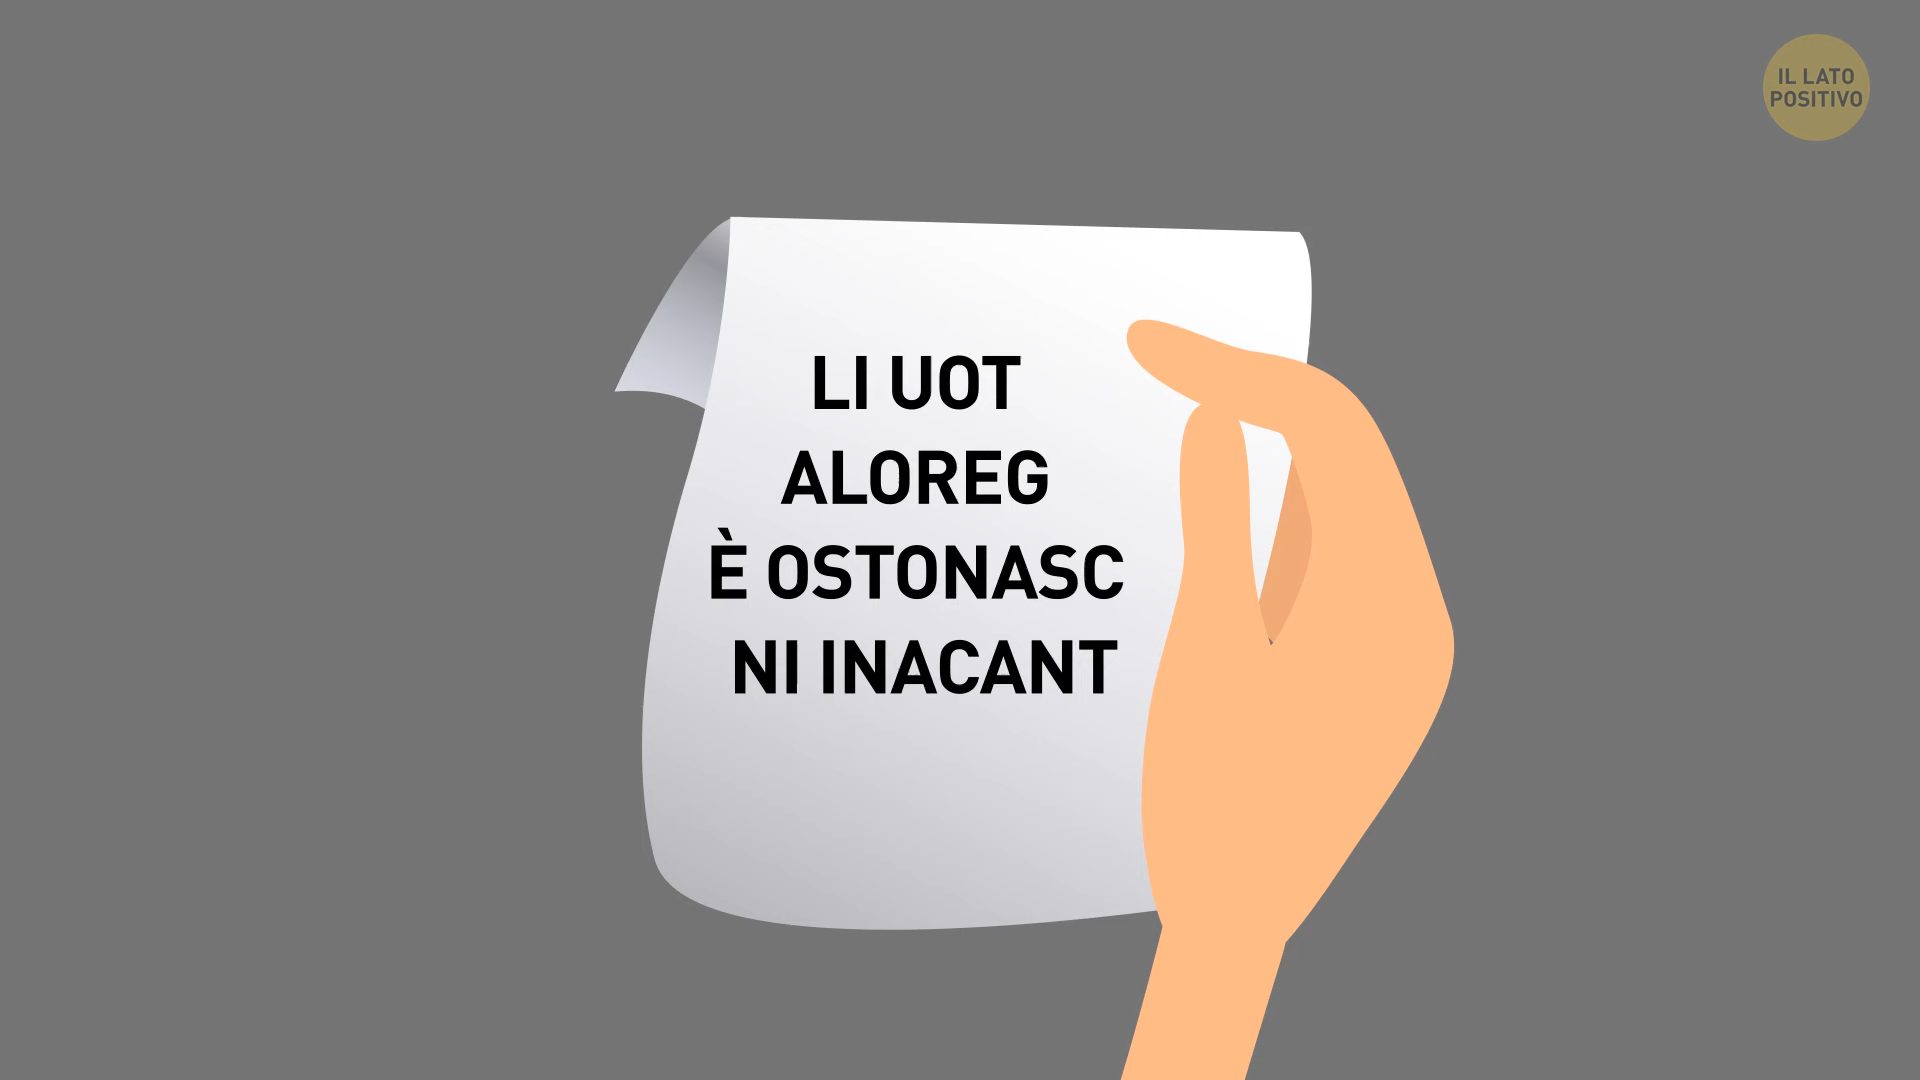 IL LATO
POSITIVO
LI UOT
ALOREG
È OSTONASC
NI INACANT